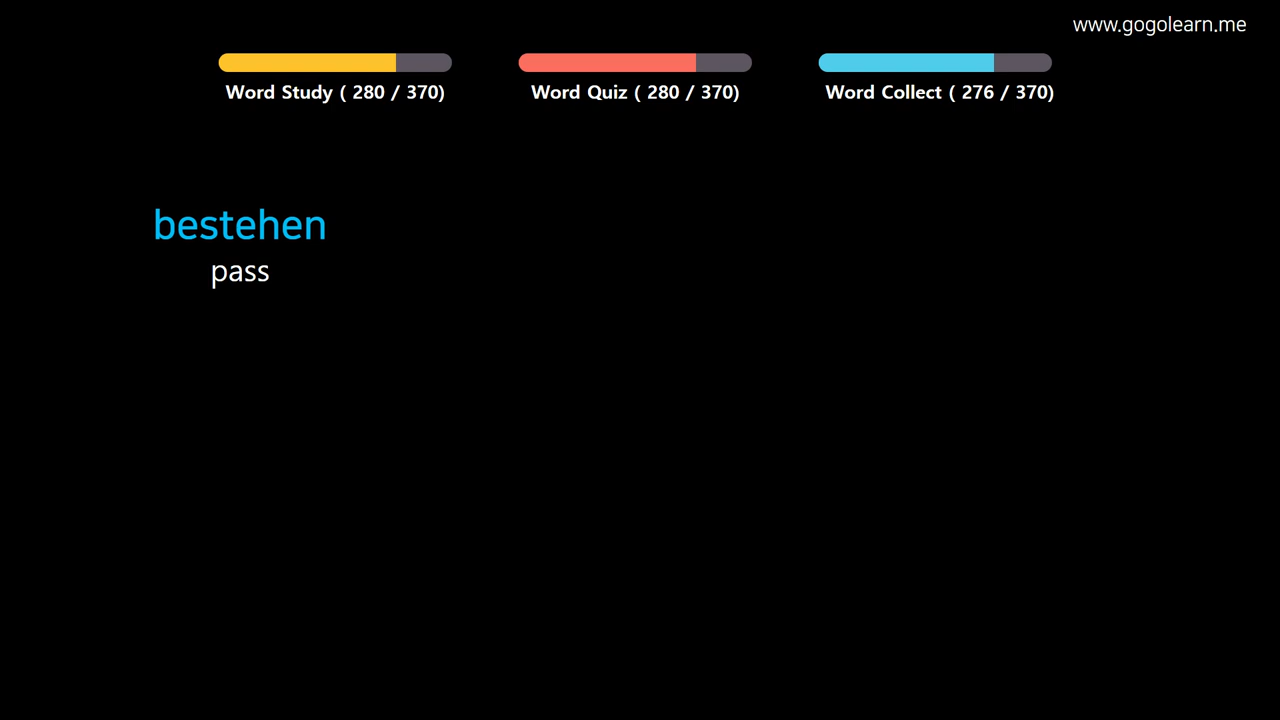 www.gogolearn.me
Word Study ( 280 / 370)
Word Quiz ( 280 / 370)
Word Collect ( 276 / 370)
bestehen
pass